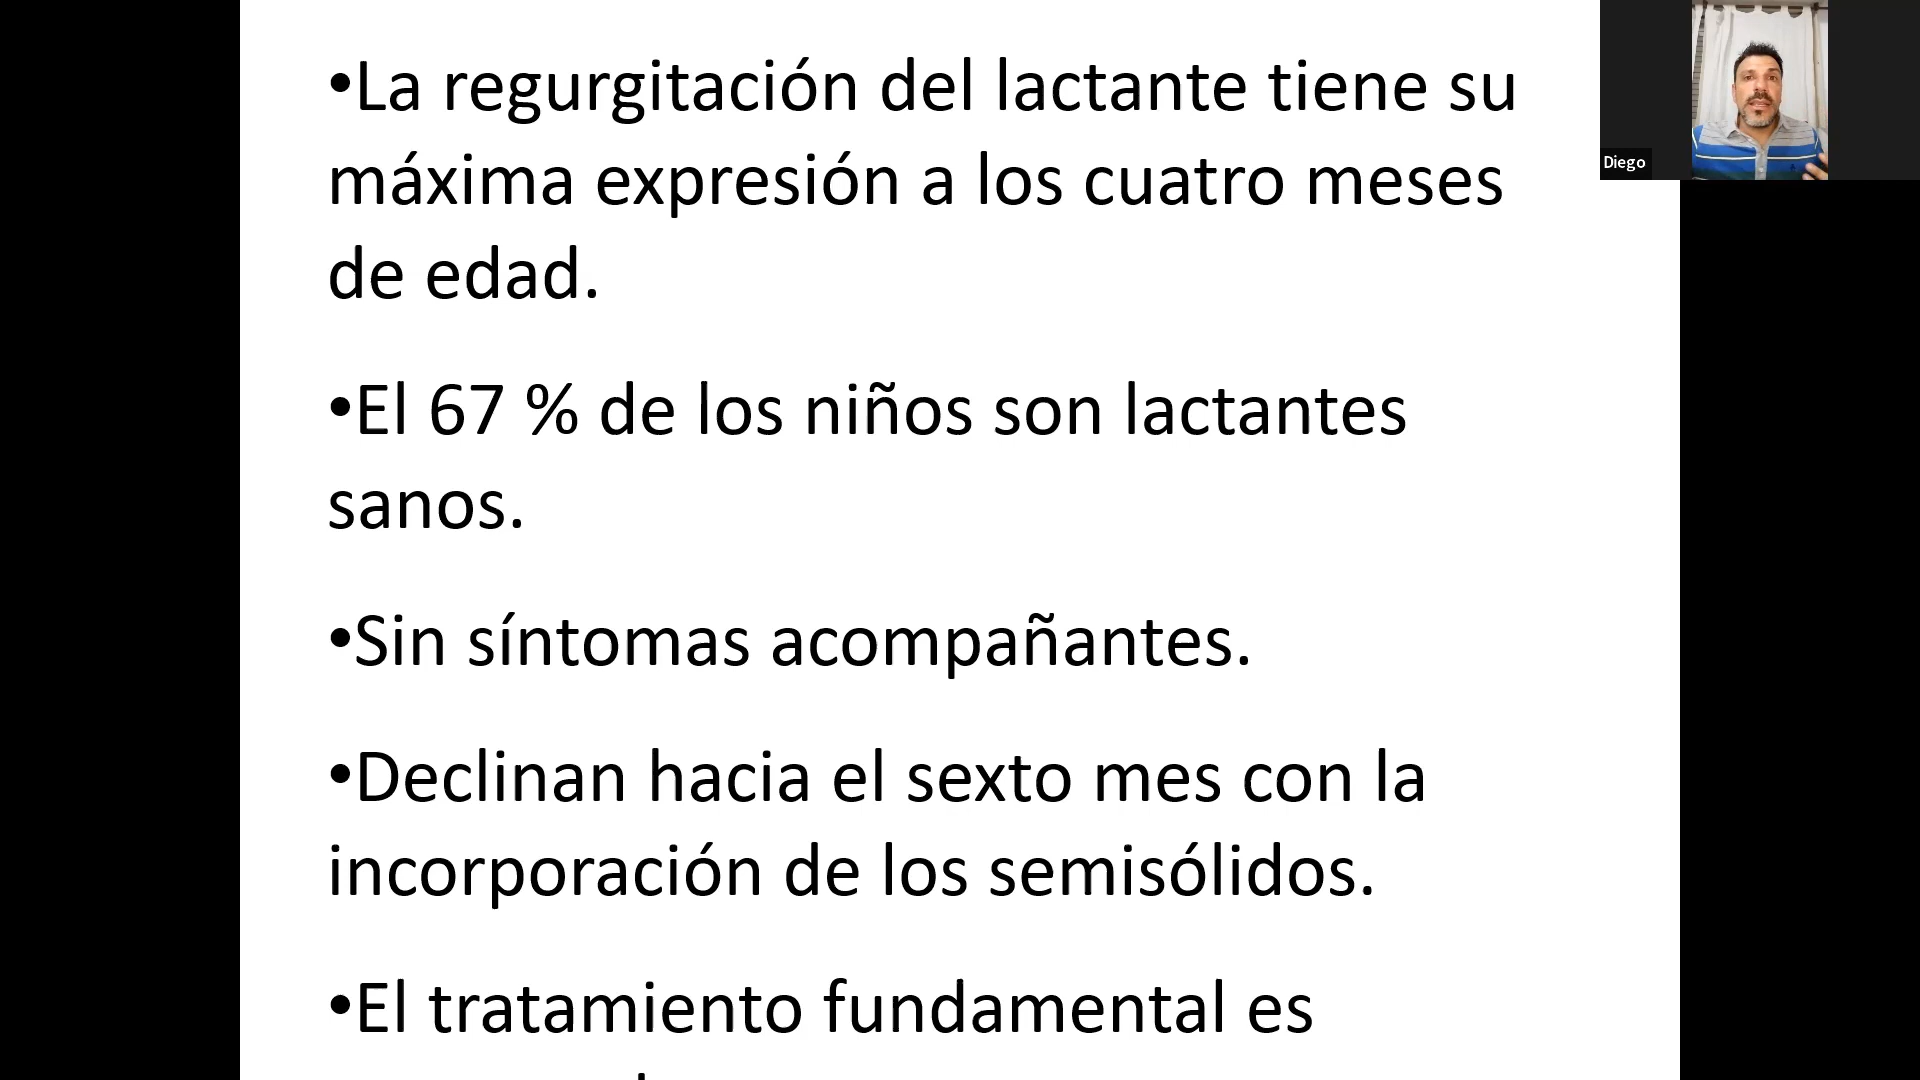 •La regurgitación del lactante tiene su
máxima expresión a los cuatro meses
de edad.
•El 67 % de los niños son lactantes
sanos.
•Sin síntomas acompañantes.
•Declinan hacia el sexto mes con la
incorporación de los semisólidos.
•El tratamiento fundamental es
Diego